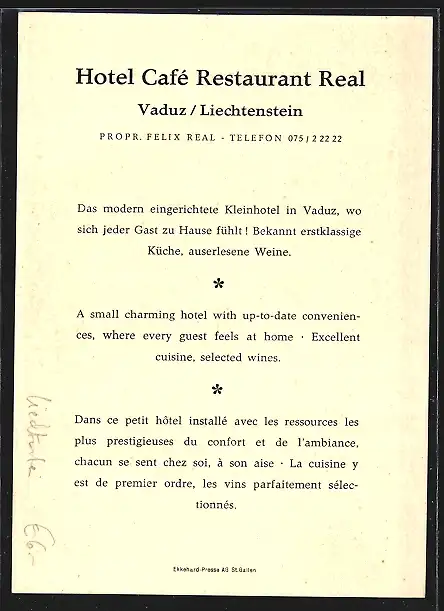 Hotel Café Restaurant Real
Vaduz / Liechtenstein
PROPR. FELIX REAL - TELEFON 075 / 2 22 22
Das modern eingerichtete Kleinhotel in Vaduz, wo
sich jeder Gast zu Hause fühlt! Bekannt erstklassige
Küche, auserlesene Weine.
*
A small charming hotel with up-to-date convenien-
ces, where every guest feels at home · Excellent
cuisine, selected wines.
*
Dans ce petit hôtel installé avec les ressources les
plus prestigieuses du confort et de l'ambiance,
chacun se sent chez soi, à son aise · La cuisine y
est de premier ordre, les vins parfaitement sélec-
tionnés.
Ekkehard-Presse AG St. Gallen